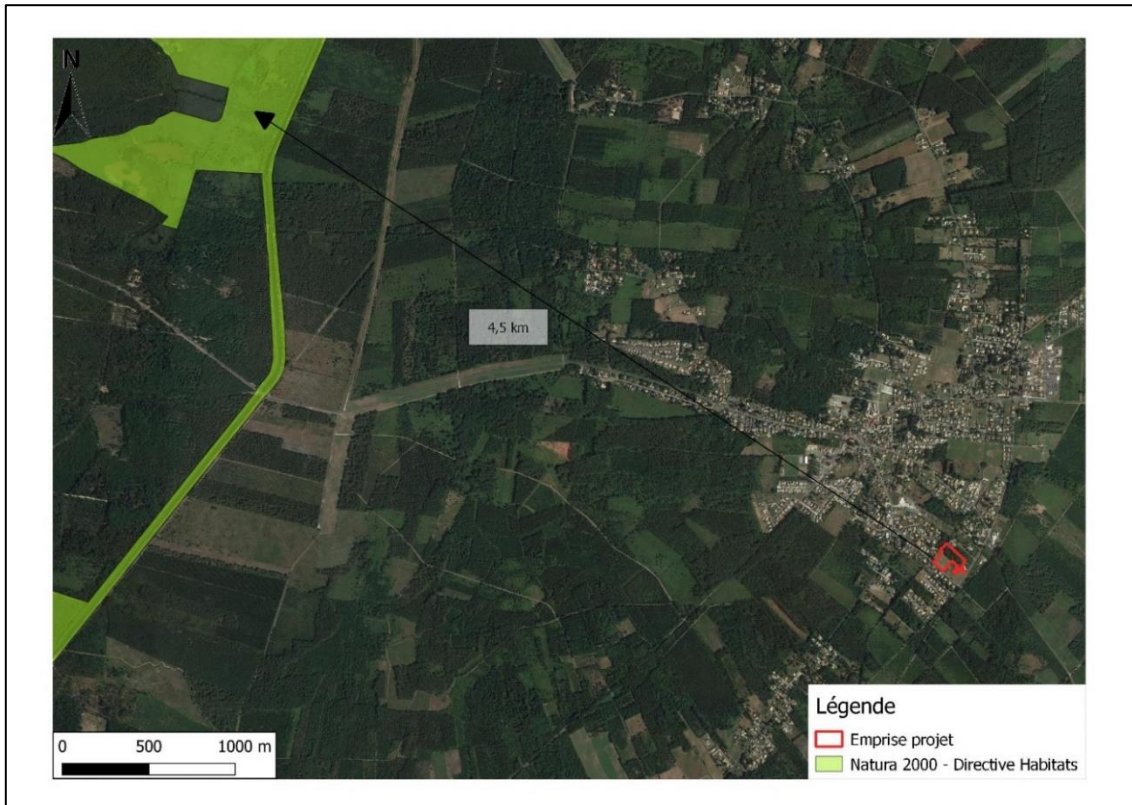 N
4,5 km
Légende
Emprise projet
Natura 2000 - Directive Habitats
0 500 1000 m